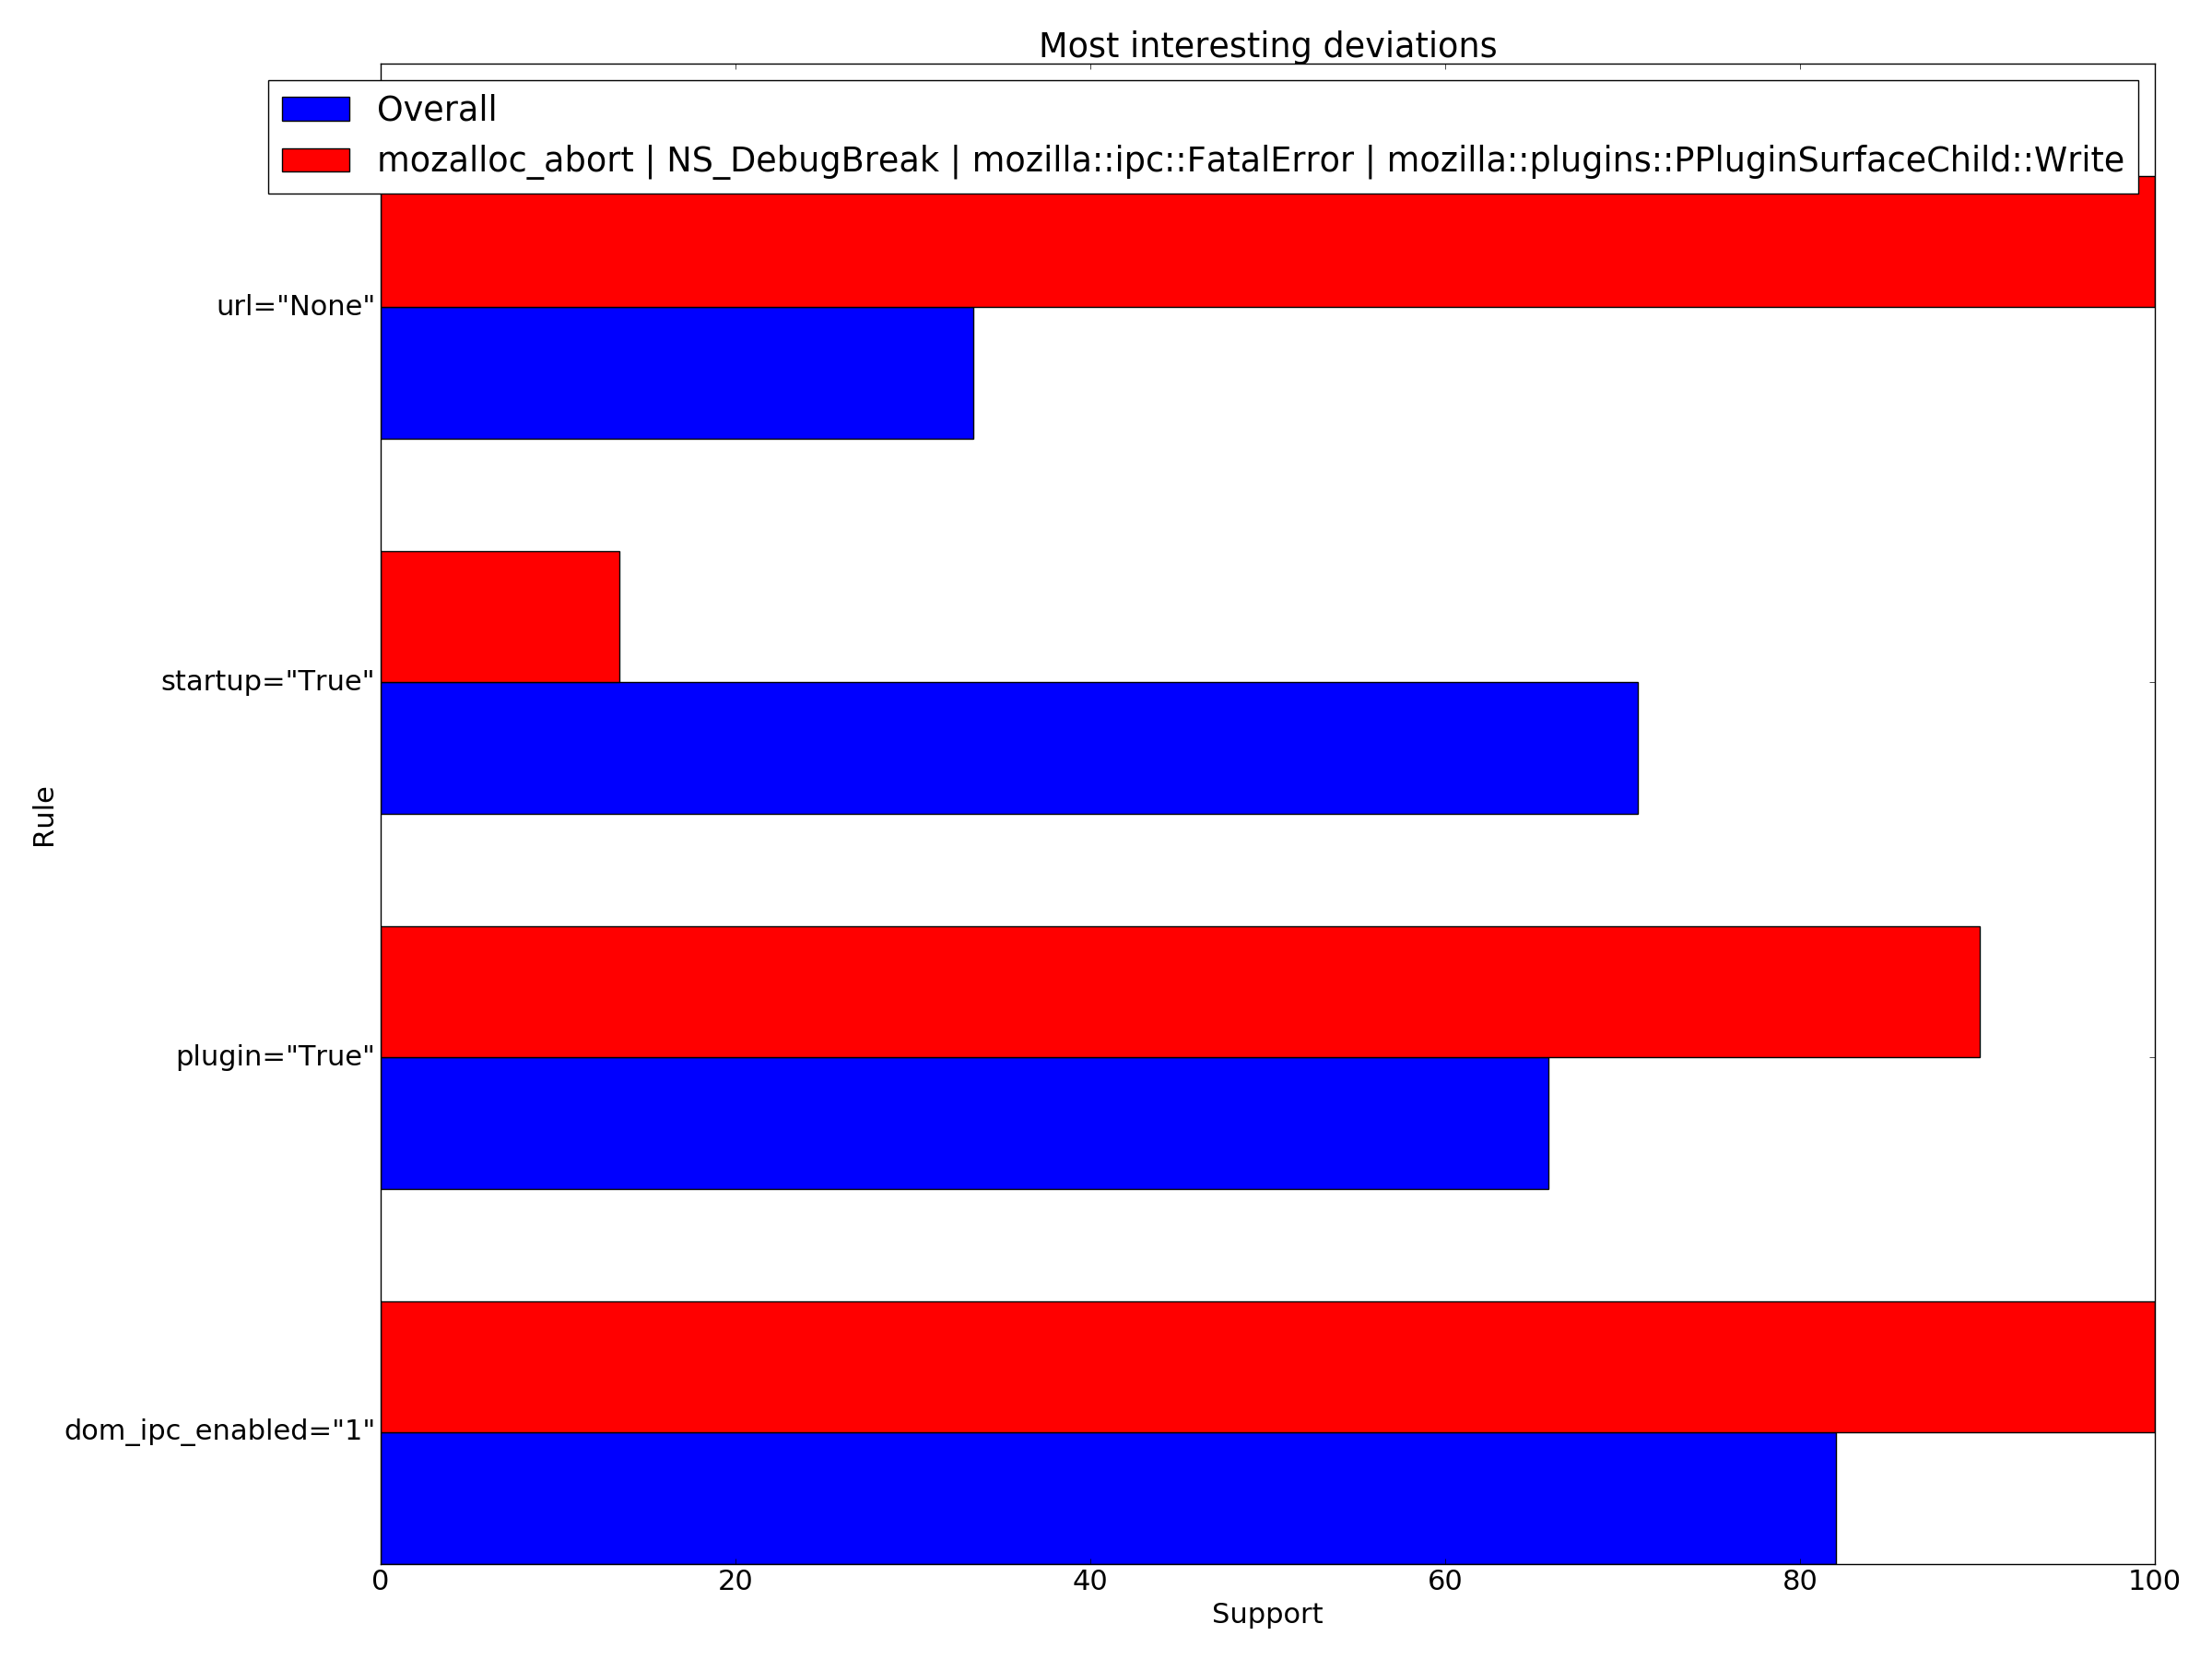 Most interesting deviations
Overall
mozalloc_abort | NS_DebugBreak | mozilla::ipc::FatalError | mozilla::plugins::PPluginSurfaceChild::Write
url="None"
startup="True"
plugin="True"
dom_ipc_enabled="1"
Rule
0 20 40 60 80 100
Support